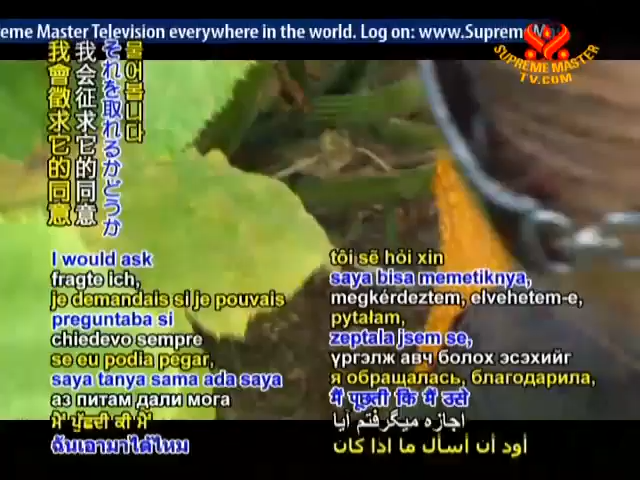 eme Master Television everywhere in the world. Log on: www.Suprem
SUPREME MASTER
TV.COM
물어봅니다
それを取れるかどうか
我会征求它的同意
我會徵求它的同意
I would ask
fragte ich,
je demandais si je pouvais
preguntaba si
chiedevo sempre
se eu podia pegar,
saya tanya sama ada saya
аз питам дали мога
ਮੈਂ ਪੁੱਛਦੀ ਕੀ ਮੈਂ
ฉันเอามาได้ไหม
tôi sẽ hỏi xin
saya bisa memetiknya,
megkérdeztem, elvehetem-e,
pytałam,
zeptala jsem se,
үргэлж авч болох эсэхийг
я обращалась, благодарила,
मैं पूछती कि मैं उसे
اجازه میگرفتم آیا
أود أن أسأل ما اذا كان